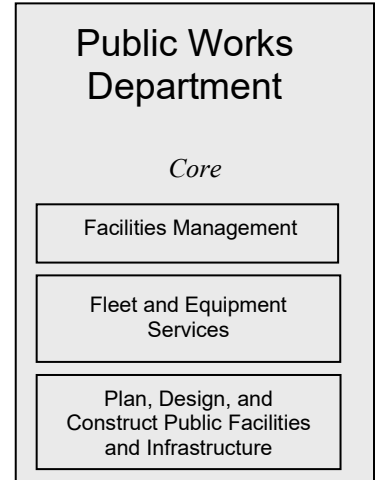 Public Works
Department
Core
Facilities Management
Fleet and Equipment
Services
Plan, Design, and
Construct Public Facilities
and Infrastructure